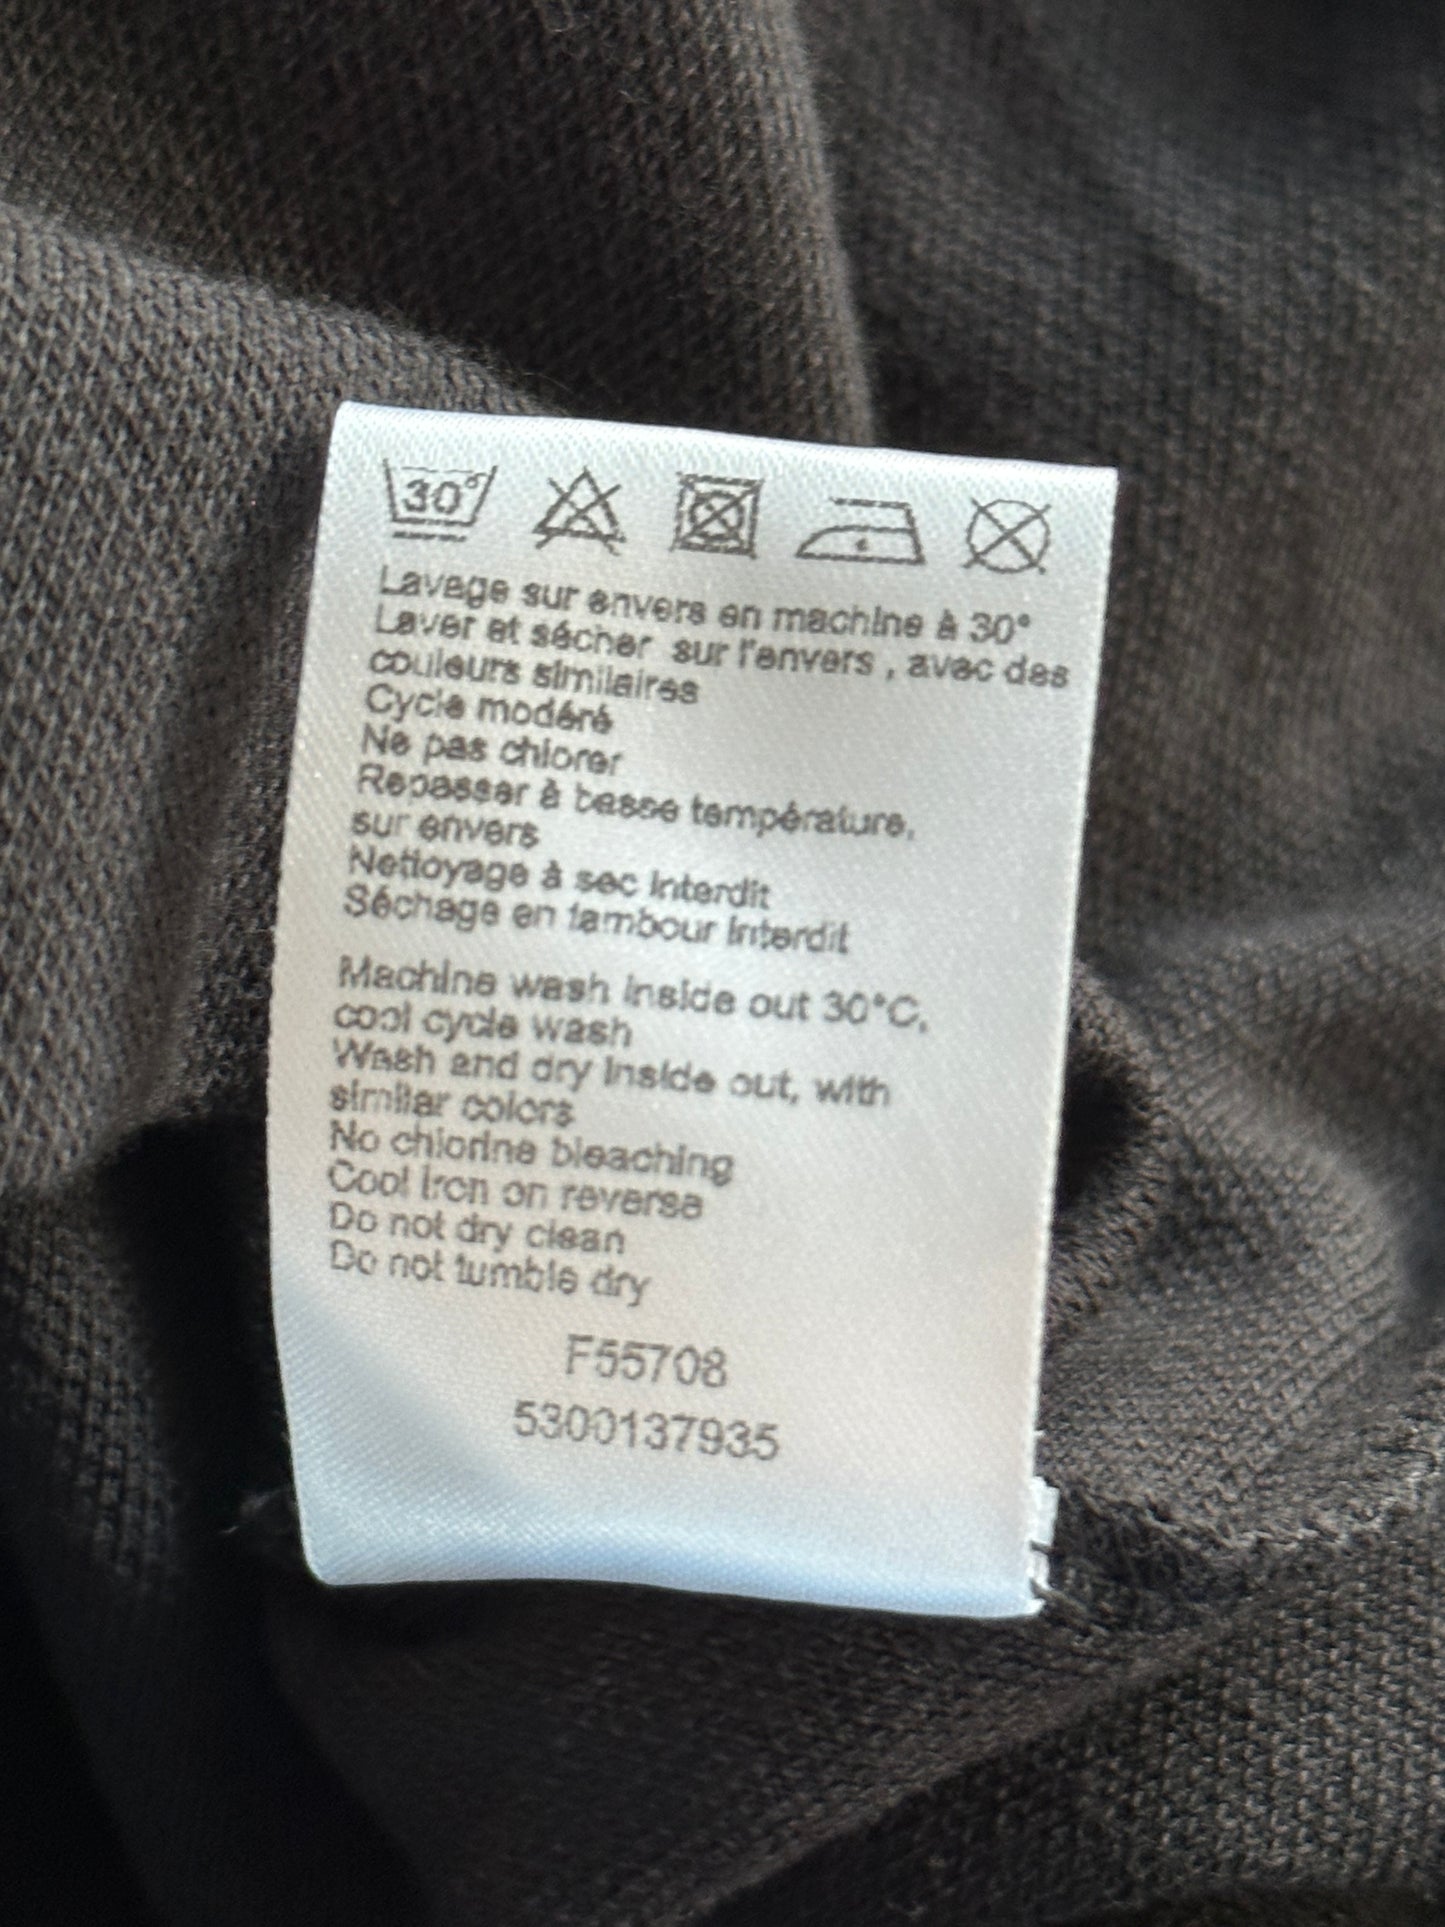 30°
Lavage sur envers en machine à 30°
Laver et sécher sur l'envers , avec des
couleurs similaires
Cycle modéré
Ne pas chlorer
Repasser à basse température,
sur envers
Nettoyage à sec interdit
Séchage en tambour interdit
Machine wash inside out 30°C,
cool cycle wash
Wash and dry inside out, with
similar colors
No chlorine bleaching
Cool iron on reverse
Do not dry clean
Do not tumble dry
F55708
5300137935